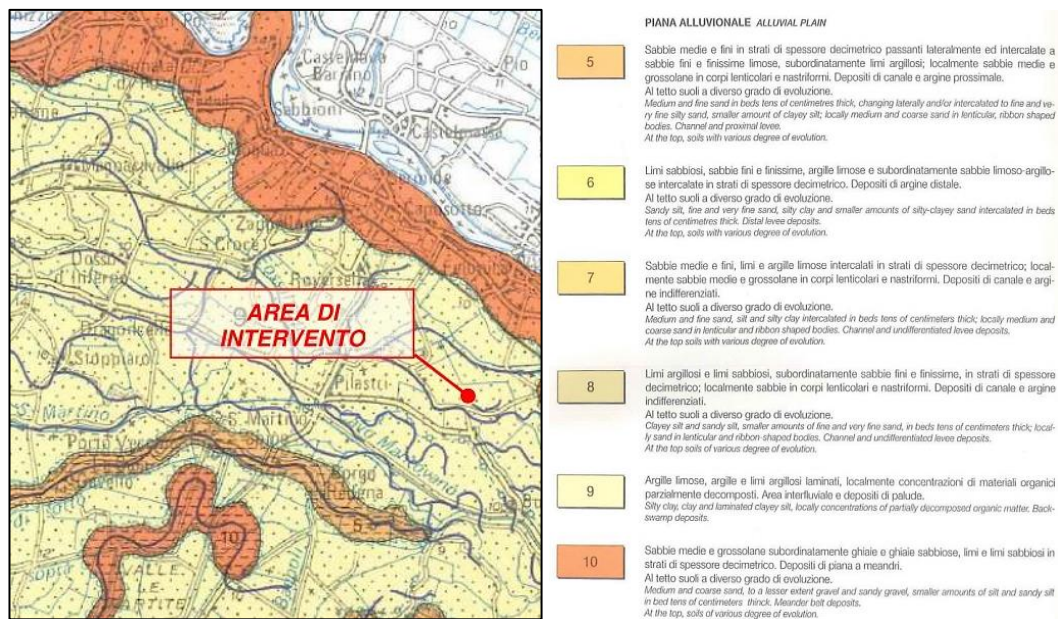 Castelnovo
Bariano
Sabbioni
Castelmassa
Pio
Magnacavallo
S. Croce
Dosso
d' Inferno
Dragoncello
Stoppiaro
AREA DI
INTERVENTO
Pilastri
S. Martino
S. Martino
Borgo
5
10
9
VALLE
E
PIANA ALLUVIONALE ALLUVIAL PLAIN
5
Sabbie medie e fini in strati di spessore decimetrico passanti lateralmente ed intercalate a
sabbie fini e finissime limose, subordinatamente limi argillosi; localmente sabbie medie e
grossolane in corpi lenticolari e nastriformi. Depositi di canale e argine prossimale.
Al tetto suoli a diverso grado di evoluzione.
Medium and fine sand in beds tens of centimetres thick, changing laterally and/or intercalated to fine and ve-
ry fine silty sand, smaller amount of clayey silt; locally medium and coarse sand in lenticular, ribbon shaped
bodies. Channel and proximal levee.
At the top, soils with various degree of evolution.
6
Limi sabbiosi, sabbie fini e finissime, argille limose e subordinatamente sabbie limoso-argillo-
se intercalate in strati di spessore decimetrico. Depositi di argine distale.
Al tetto suoli a diverso grado di evoluzione.
Sandy silt, fine and very fine sand, silty clay and smaller amounts of silty-clayey sand intercalated in beds
tens of centimetres thick. Distal levee deposits.
At the top, soils with various degree of evolution.
7
Sabbie medie e fini, limi e argille limose intercalati in strati di spessore decimetrico; local-
mente sabbie medie e grossolane in corpi lenticolari e nastriformi. Depositi di canale e argi-
ne indifferenziati.
Al tetto suoli a diverso grado di evoluzione.
Medium and fine sand, silt and silty clay intercalated in beds tens of centimeters thick; locally medium and
coarse sand in lenticular and ribbon shaped bodies. Channel and undifferentiated levee deposits.
At the top, soils with various degree of evolution.
8
Limi argillosi e limi sabbiosi, subordinatamente sabbie fini e finissime, in strati di spessore
decimetrico; localmente sabbie in corpi lenticolari e nastriformi. Depositi di canale e argine
indifferenziati.
Al tetto suoli a diverso grado di evoluzione.
Clayey silt and sandy silt, smaller amounts of fine and very fine sand, in beds tens of centimeters thick; local-
ly sand in lenticular and ribbon-shaped bodies. Channel and undifferentiated levee deposits.
At the top soils of various degree of evolution.
9
Argille limose, argille e limi argillosi laminati, localmente concentrazioni di materiali organici
parzialmente decomposti. Area interfluviale e depositi di palude.
Silty clay, clay and laminated clayey silt, locally concentrations of partially decomposed organic matter. Back-
swamp deposits.
10
Sabbie medie e grossolane subordinatamente ghiaie e ghiaie sabbiose, limi e limi sabbiosi in
strati di spessore decimetrico. Depositi di piana a meandri.
Al tetto suoli a diverso grado di evoluzione.
Medium and coarse sand, to a lesser extent gravel and sandy gravel, smaller amounts of silt and sandy silt
in bed tens of centimeters thinck. Meander belt deposits.
At the top, soils of various degree of evolution.